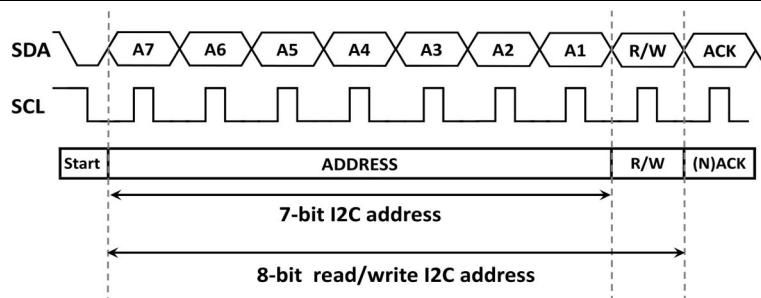 SDA A7 A6 A5 A4 A3 A2 A1 R/W ACK
SCL
Start ADDRESS R/W (N)ACK
7-bit I2C address
8-bit read/write I2C address